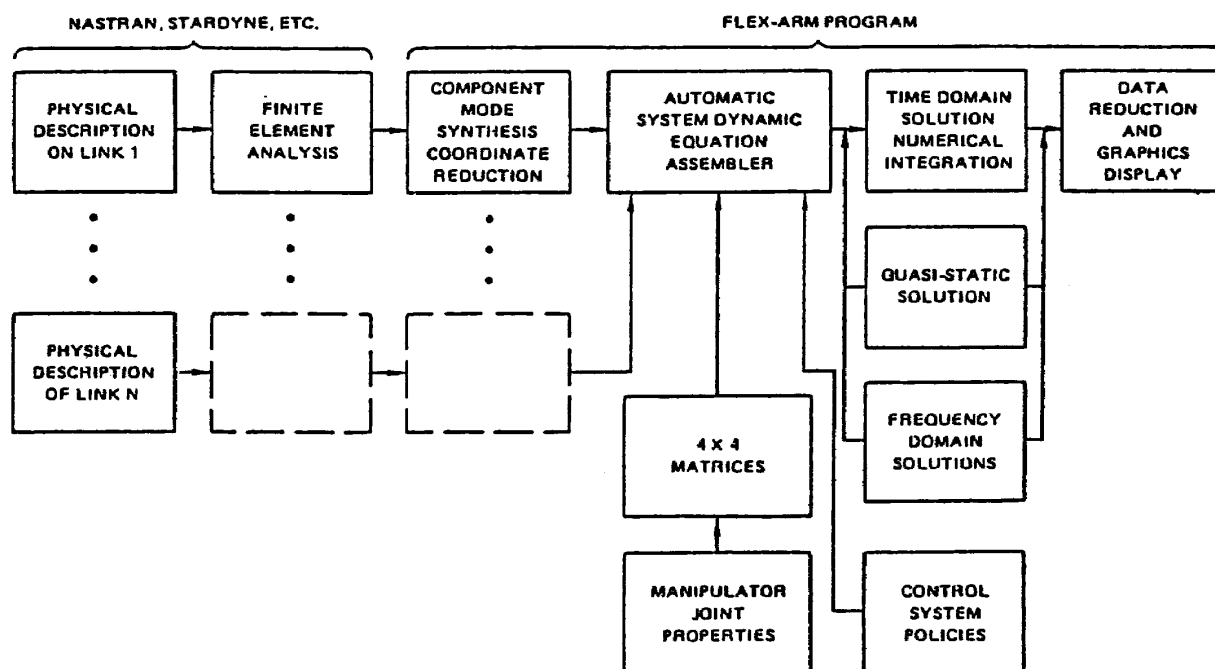 NASTRAN, STARDYNE, ETC.
FLEX-ARM PROGRAM
PHYSICAL
DESCRIPTION
ON LINK 1
FINITE
ELEMENT
ANALYSIS
COMPONENT
MODE
SYNTHESIS
COORDINATE
REDUCTION
AUTOMATIC
SYSTEM DYNAMIC
EQUATION
ASSEMBLER
TIME DOMAIN
SOLUTION
NUMERICAL
INTEGRATION
DATA
REDUCTION
AND
GRAPHICS
DISPLAY
QUASI-STATIC
SOLUTION
PHYSICAL
DESCRIPTION
OF LINK N
FREQUENCY
DOMAIN
SOLUTIONS
4 X 4
MATRICES
MANIPULATOR
JOINT
PROPERTIES
CONTROL
SYSTEM
POLICIES